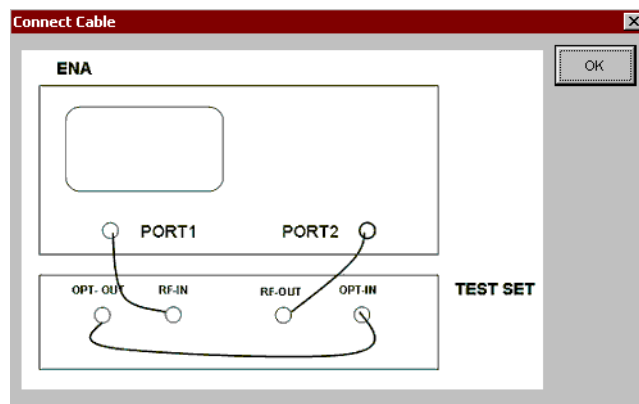 Connect Cable
OK
ENA
PORT1
PORT2
OPT- OUT
RF-IN
RF-OUT
OPT-IN
TEST SET